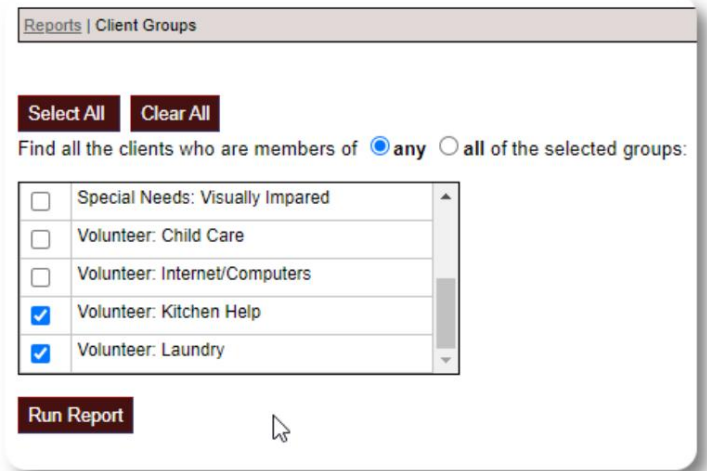 Reports | Client Groups
Select All Clear All
Find all the clients who are members of any all of the selected groups:
Special Needs: Visually Impared
Volunteer: Child Care
Volunteer: Internet/Computers
Volunteer: Kitchen Help
Volunteer: Laundry
Run Report